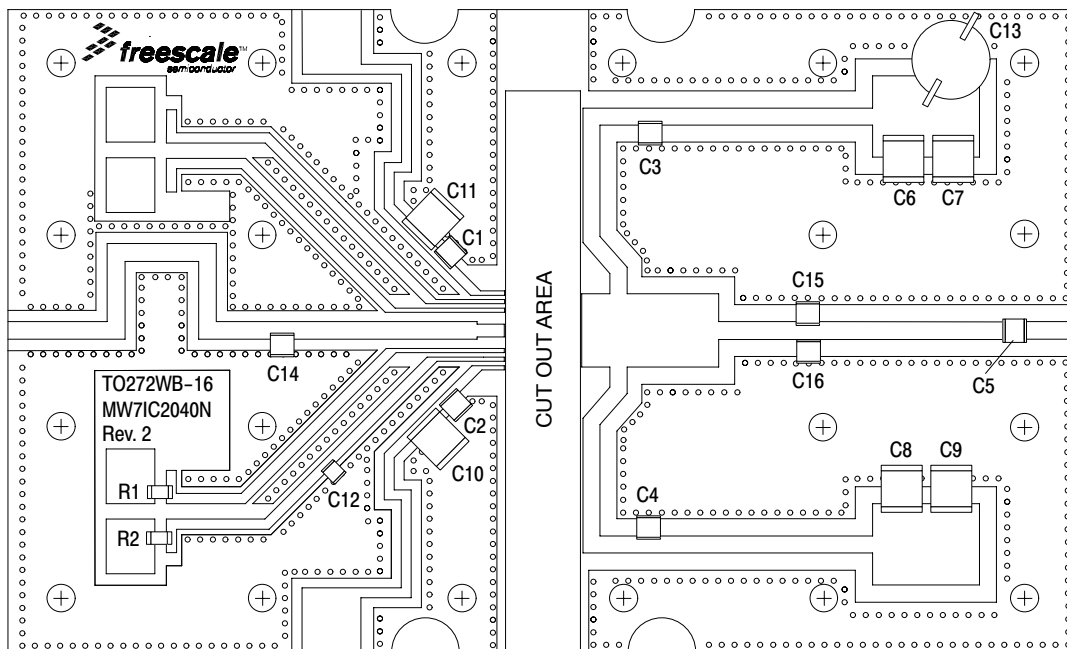 freescale™
semiconductor
C13
C3
C6 C7
C11
C1
C15
CUT OUT AREA
C14
C16
C5
TO272WB-16
MW7IC2040N
Rev. 2
C2
C10
C8 C9
R1
C12
C4
R2